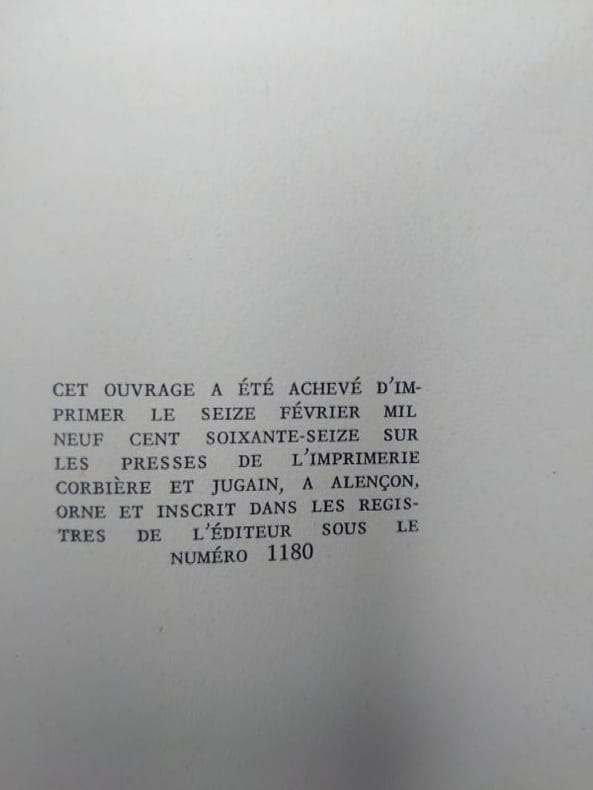 CET OUVRAGE A ÉTÉ ACHEVÉ D'IM-
PRIMER LE SEIZE FÉVRIER MIL
NEUF CENT SOIXANTE-SEIZE SUR
LES PRESSES DE L'IMPRIMERIE
CORBIÈRE ET JUGAIN, A ALENÇON,
ORNE ET INSCRIT DANS LES REGIS-
TRES DE L'ÉDITEUR SOUS LE
NUMÉRO 1180